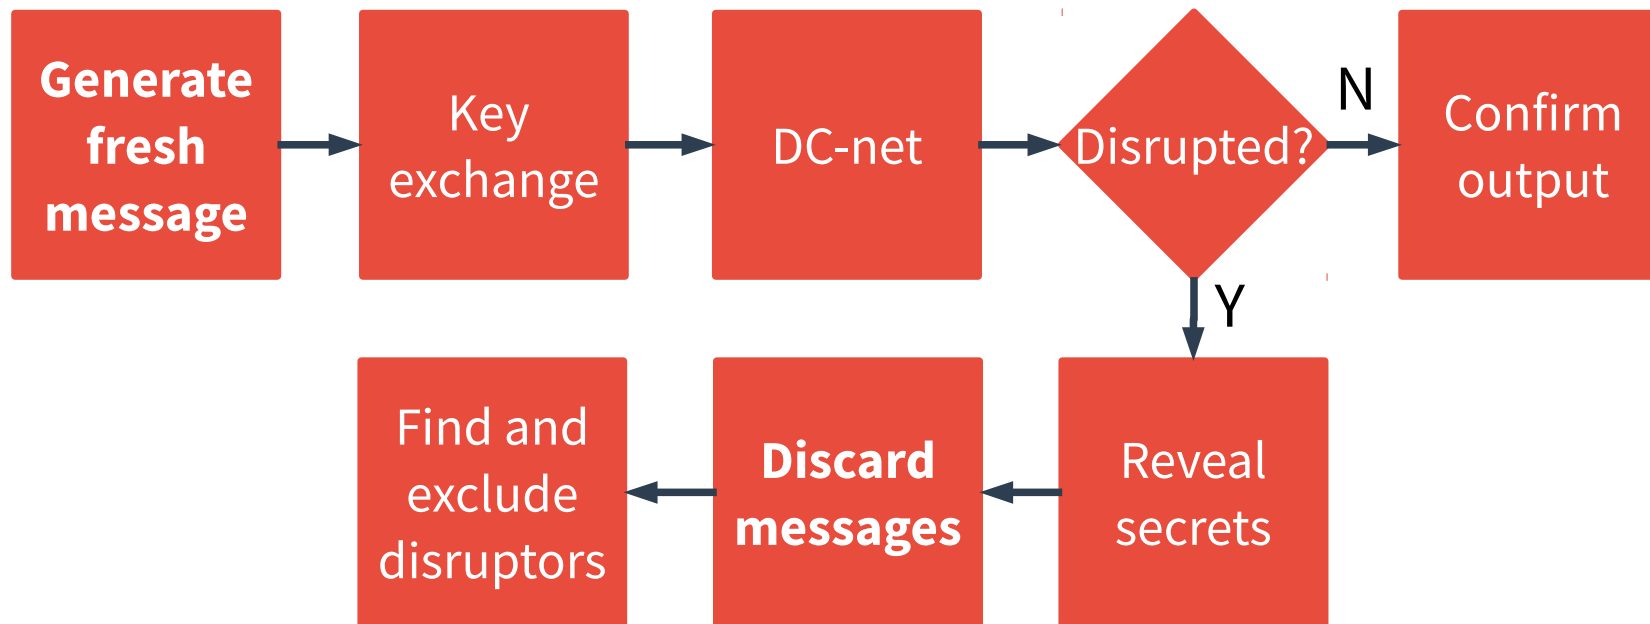 Generate
fresh
message
Key
exchange
DC-net
Disrupted?
N
Confirm
output
Y
Find and
exclude
disruptors
Discard
messages
Reveal
secrets